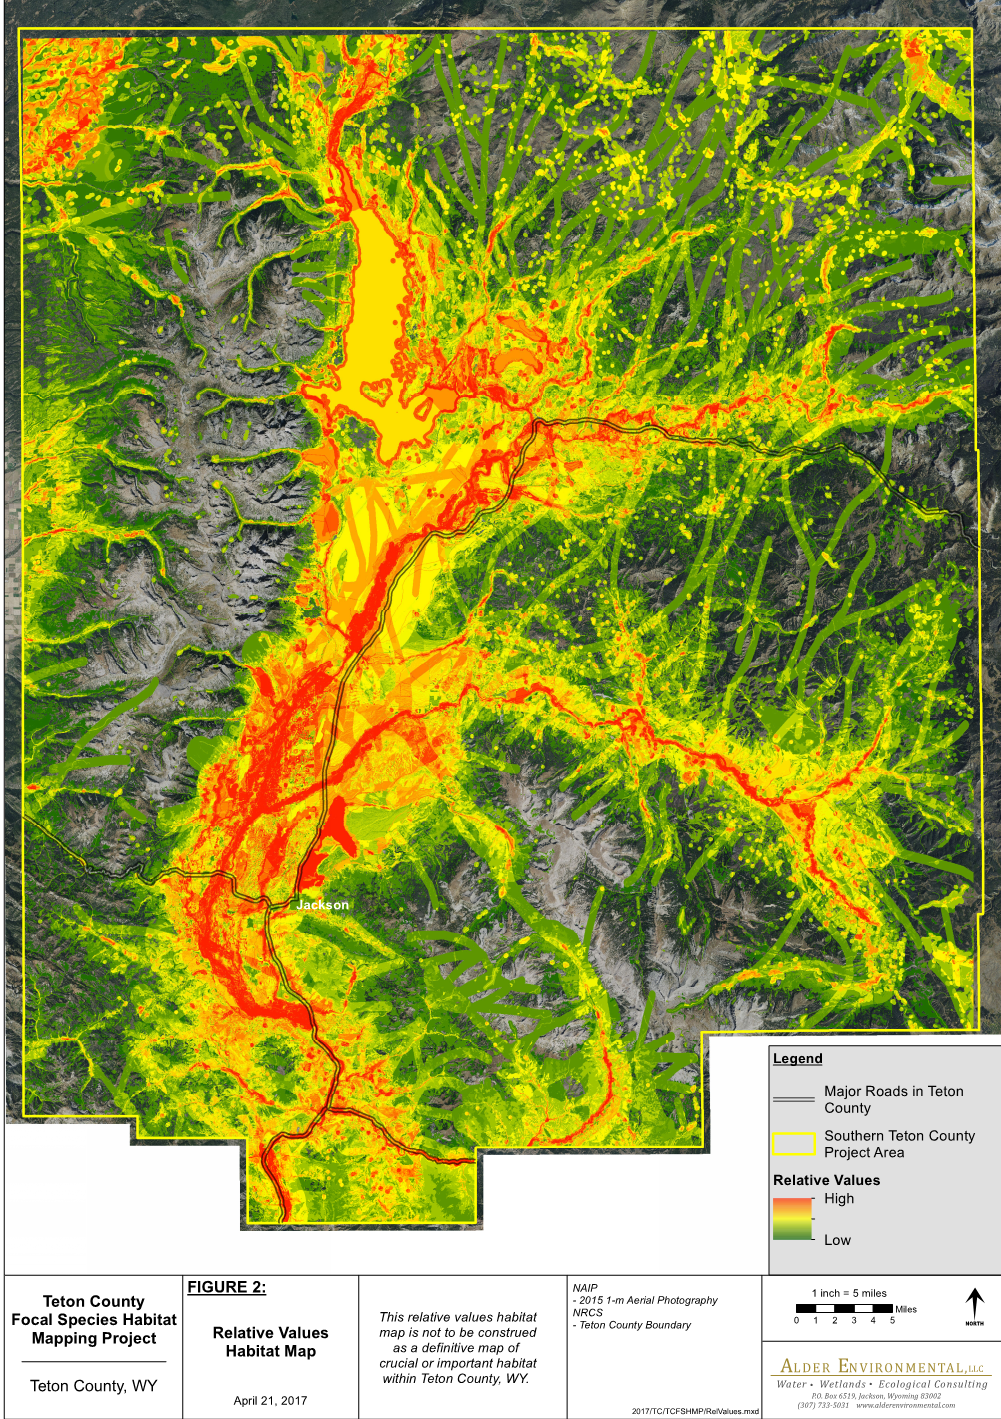 Jackson
Legend
Major Roads in Teton
County
Southern Teton County
Project Area
Relative Values
High
Low
Teton County
Focal Species Habitat
Mapping Project
Teton County, WY
FIGURE 2:
Relative Values
Habitat Map
April 21, 2017
This relative values habitat
map is not to be construed
as a definitive map of
crucial or important habitat
within Teton County, WY.
NAIP
- 2015 1-m Aerial Photography
NRCS
- Teton County Boundary
2017/TC/TCFSHMP/RelValues.mxd
1 inch = 5 miles
Miles
0 1 2 3 4 5
NORTH
ALDER ENVIRONMENTAL, LLC
Water • Wetlands • Ecological Consulting
P.O. Box 6519, Jackson, Wyoming 83002
(307) 733-5031 www.alderenvironmental.com